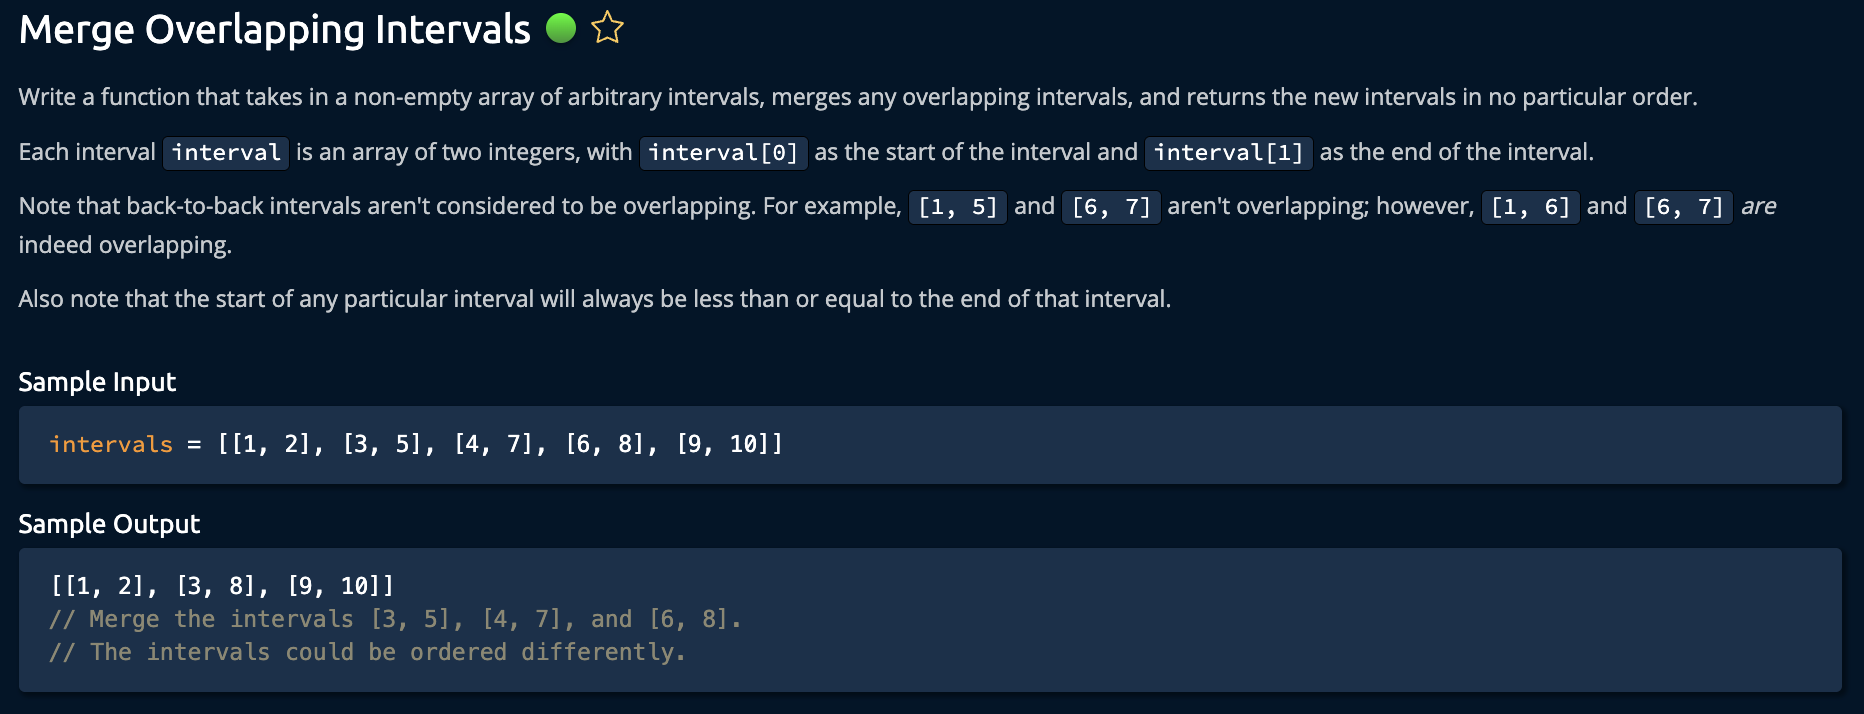 Merge Overlapping Intervals
Write a function that takes in a non-empty array of arbitrary intervals, merges any overlapping intervals, and returns the new intervals in no particular order.
Each interval interval is an array of two integers, with interval[0] as the start of the interval and interval[1] as the end of the interval.
Note that back-to-back intervals aren't considered to be overlapping. For example, [1, 5] and [6, 7] aren't overlapping; however, [1, 6] and [6, 7] are
indeed overlapping.
Also note that the start of any particular interval will always be less than or equal to the end of that interval.
Sample Input
intervals = [[1, 2], [3, 5], [4, 7], [6, 8], [9, 10]]
Sample Output
[[1, 2], [3, 8], [9, 10]]
// Merge the intervals [3, 5], [4, 7], and [6, 8].
// The intervals could be ordered differently.